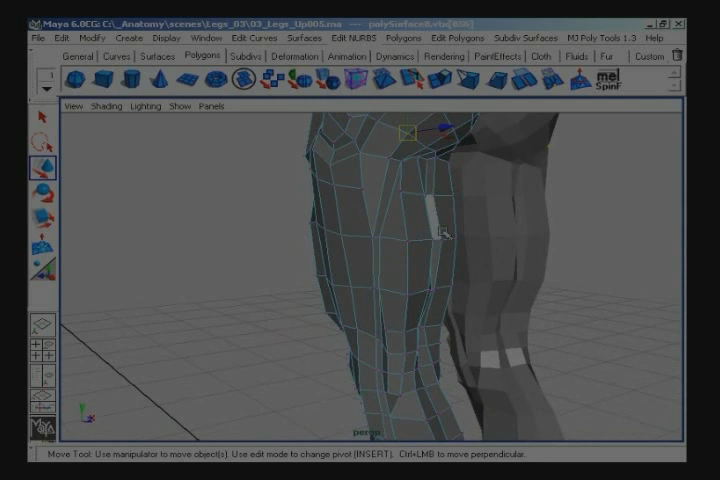 Maya 6.0CG: C:\_Anatomy\scenes\Legs_03\03_Legs_Up005.ma --- polySurface8.vtx[856]
File Edit Modify Create Display Window Edit Curves Surfaces Edit NURBS Polygons Edit Polygons Subdiv Surfaces MJ Poly Tools 1.3 Help
General Curves Surfaces Polygons Subdivs Deformation Animation Dynamics Rendering PaintEffects Cloth Fluids Fur Custom
1
mel
SpinF
View Shading Lighting Show Panels
persp
Move Tool: Use manipulator to move object(s). Use edit mode to change pivot (INSERT). Ctrl+LMB to move perpendicular.